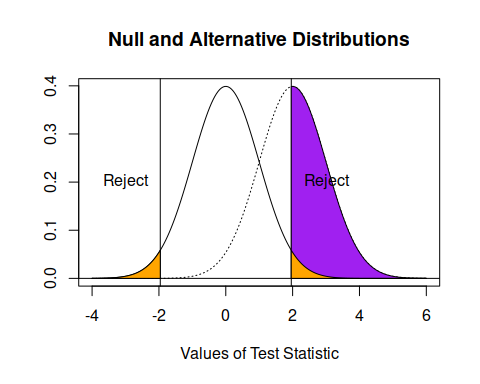 Null and Alternative Distributions
0.4
0.3
0.2
0.1
0.0
Reject
Reject
-4
-2
0
2
4
6
Values of Test Statistic